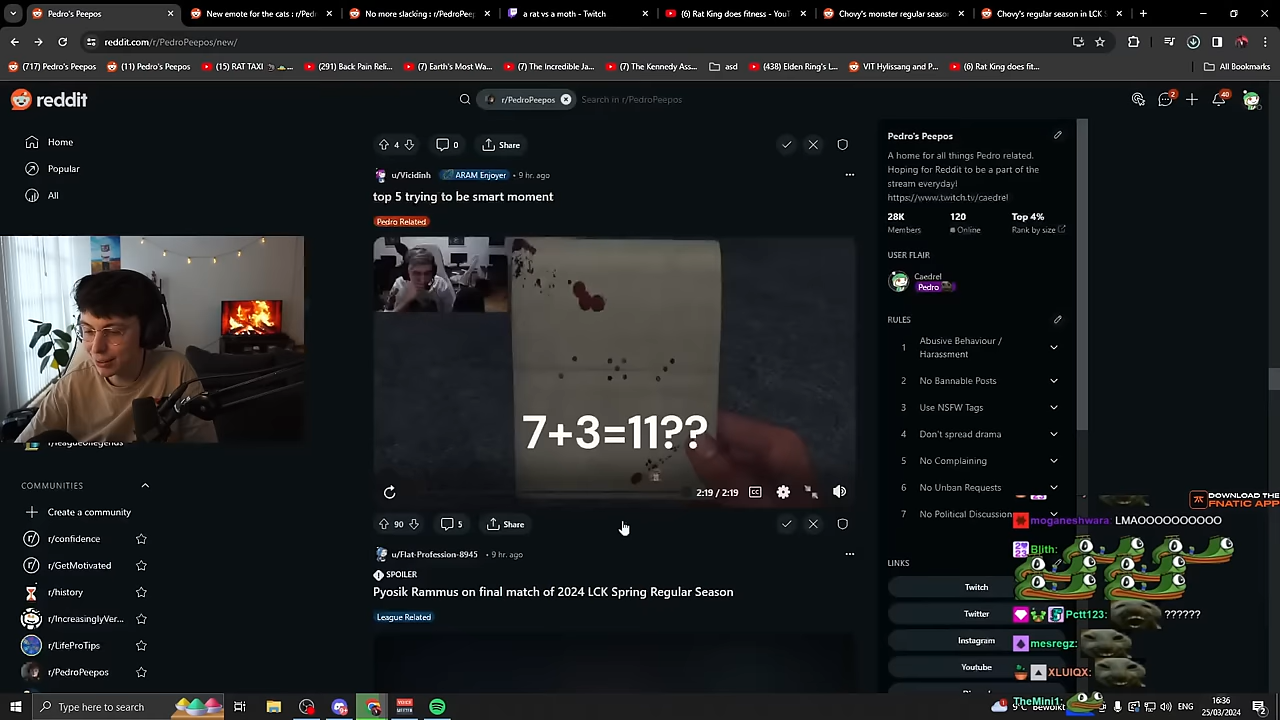 Pedro's Peepos
New emote for the cats : r/Pedr
No more slacking : r/PedroPee
a rat vs a moth - Twitch
(6) Rat King does fitness - YouT
Chovy's monster regular seaso
Chovy's regular season in LCK S
reddit.com/r/PedroPeepos/new/
(717) Pedro's Peepos
(11) Pedro's Peepos
(15) RAT TAXI
(291) Back Pain Reli...
(7) Earth's Most Wa...
(7) The Incredible Ja...
(7) The Kennedy Ass...
asd
(438) Elden Ring's L...
VIT Hylissang and P...
(6) Rat King does fit...
All Bookmarks
reddit
r/PedroPeepos
Search in r/PedroPeepos
2
40
Home
Popular
All
r/leagueoflegends
COMMUNITIES
Create a community
r/confidence
r/GetMotivated
r/history
r/IncreasinglyVer...
r/LifeProTips
r/PedroPeepos
4
0
Share
u/Vicidinh
ARAM Enjoyer
• 9 hr. ago
top 5 trying to be smart moment
Pedro Related
7+3=11??
2:19 / 2:19
90
5
Share
u/Flat-Profession-8945
• 9 hr. ago
SPOILER
Pyosik Rammus on final match of 2024 LCK Spring Regular Season
League Related
Pedro's Peepos
A home for all things Pedro related.
Hoping for Reddit to be a part of the
stream everyday!
https://www.twitch.tv/caedrel
28K
120
Top 4%
Members
Online
Rank by size
USER FLAIR
Caedrel
Pedro
RULES
1 Abusive Behaviour /
Harassment
2 No Bannable Posts
3 Use NSFW Tags
4 Don't spread drama
5 No Complaining
6 No Unban Requests
7 No Political Discussion
LINKS
Twitch
Twitter
Instagram
Youtube
DOWNLOAD THE
FNATIC APP
moganeshwara: LMAOOOOOOOOOO
Blith:
Pctt123: ??????
mesregz:
XLUIQX:
TheMini1:
Type here to search
16:36
25/03/2024